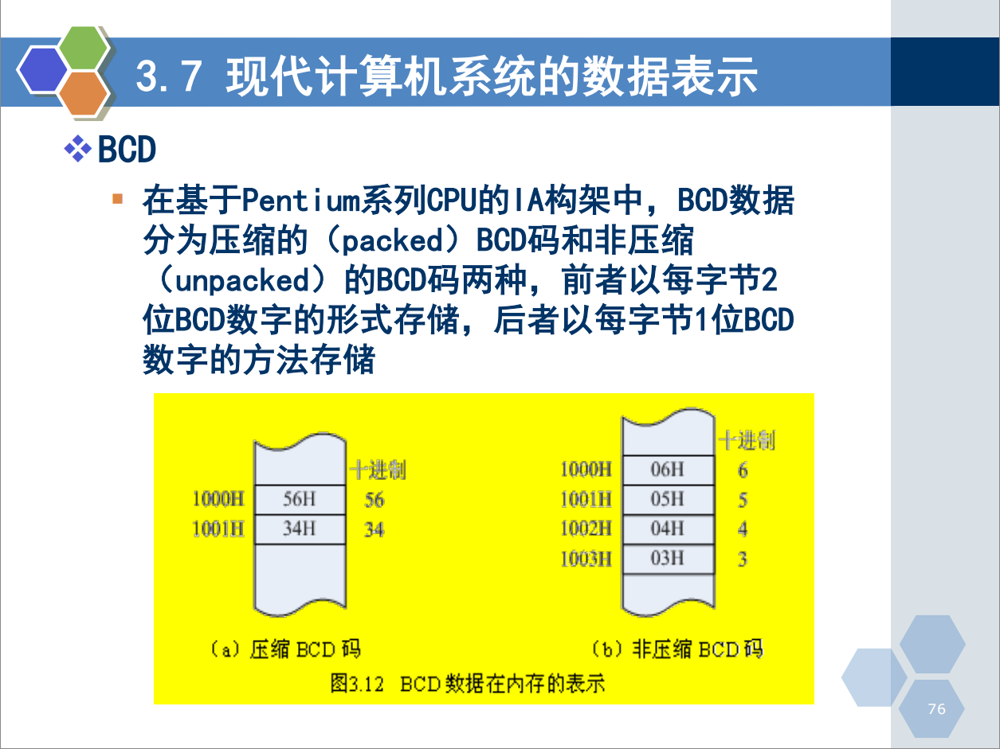 3.7 现代计算机系统的数据表示
BCD
在基于Pentium系列CPU的IA构架中，BCD数据
分为压缩的（packed）BCD码和非压缩
（unpacked）的BCD码两种，前者以每字节2
位BCD数字的形式存储，后者以每字节1位BCD
数字的方法存储
十进制
1000H 56H 56
1001H 34H 34
（a）压缩 BCD 码
十进制
1000H 06H 6
1001H 05H 5
1002H 04H 4
1003H 03H 3
（b）非压缩 BCD 码
图3.12 BCD 数据在内存的表示
76